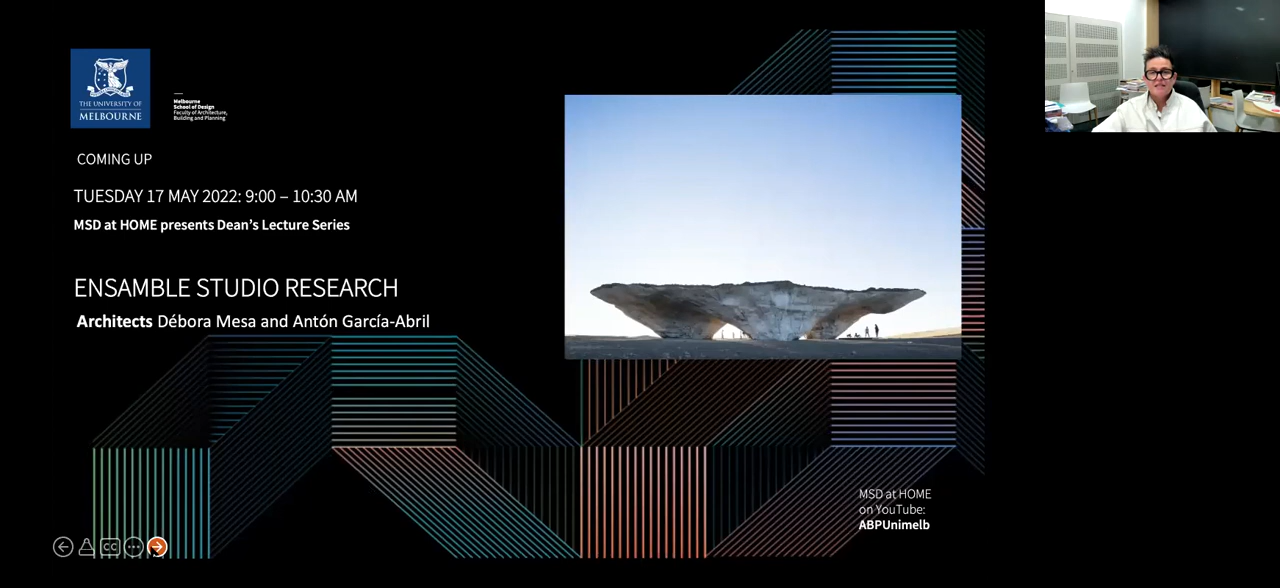 THE UNIVERSITY OF
MELBOURNE
Melbourne
School of Design
Faculty of Architecture,
Building and Planning
COMING UP
TUESDAY 17 MAY 2022: 9:00 – 10:30 AM
MSD at HOME presents Dean's Lecture Series
ENSAMBLE STUDIO RESEARCH
Architects Débora Mesa and Antón García-Abril
MSD at HOME
on YouTube:
ABPUnimelb
CC